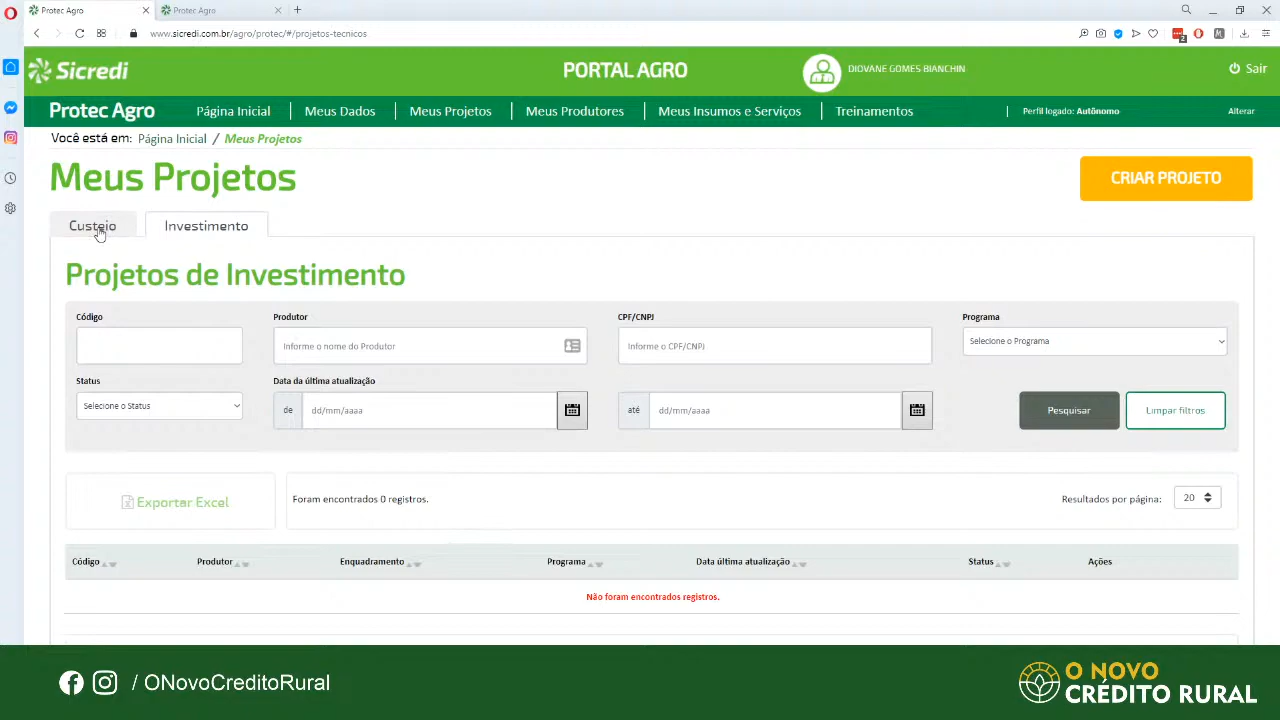 Protec Agro
Protec Agro
www.sicredi.com.br/agro/protec/#/projetos-tecnicos
2
Sicredi
PORTAL AGRO
DIOVANE GOMES BIANCHIN
Sair
Protec Agro
Página Inicial
Meus Dados
Meus Projetos
Meus Produtores
Meus Insumos e Serviços
Treinamentos
Perfil logado: Autônomo
Alterar
Você está em: Página Inicial / Meus Projetos
Meus Projetos
CRIAR PROJETO
Custeio
Investimento
Projetos de Investimento
Código
Produtor
CPF/CNPJ
Programa
Informe o nome do Produtor
Informe o CPF/CNPJ
Selecione o Programa
Status
Data da última atualização
Selecione o Status
de
dd/mm/aaaa
até
dd/mm/aaaa
Pesquisar
Limpar filtros
Exportar Excel
Foram encontrados 0 registros.
Resultados por página:
20
Código
Produtor
Enquadramento
Programa
Data última atualização
Status
Ações
Não foram encontrados registros.
/ ONovoCreditoRural
O NOVO
CRÉDITO RURAL